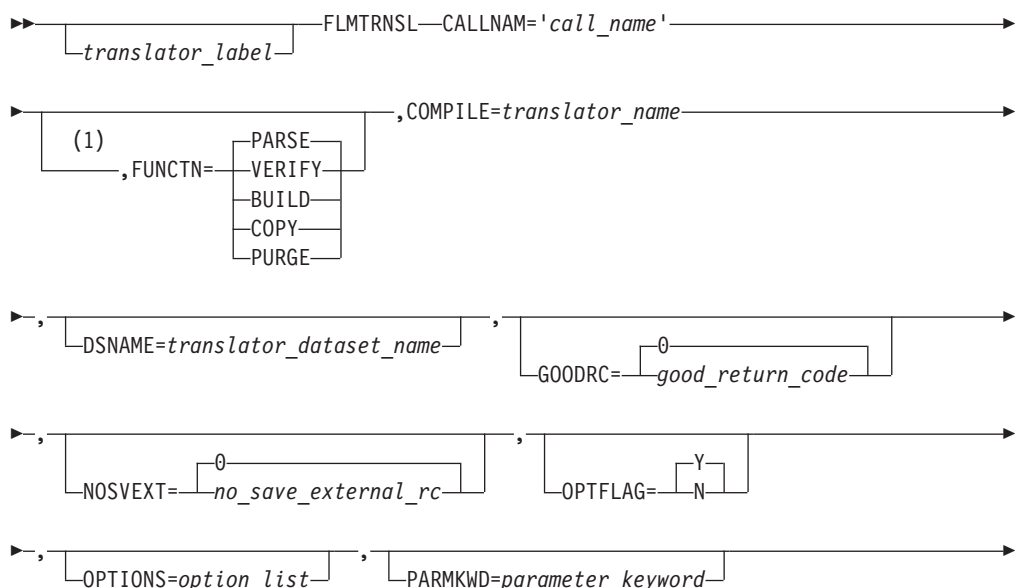 FLMTRNSL CALLNAM='call_name'
translator_label
(1) ,COMPILE=translator_name
PARSE
,FUNCTN= VERIFY
BUILD
COPY
PURGE
, ,
DSNAME=translator_dataset_name 0
GOODRC= good_return_code
, ,
0 Y
NOSVEXT= no_save_external_rc OPTFLAG= N
, ,
OPTIONS=option_list PARMKWD=parameter_keyword